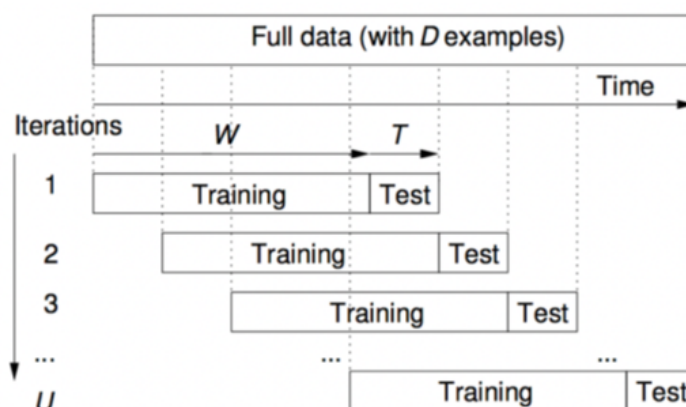 Full data (with D examples)
Time
Iterations
W
T
1
Training
Test
2
Training
Test
3
Training
Test
...
...
...
U
Training
Test